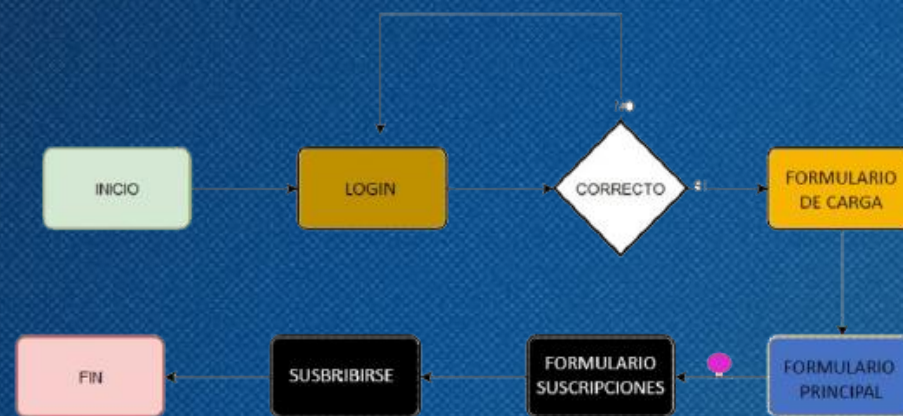 INICIO
LOGIN
CORRECTO
FORMULARIO
DE CARGA
FIN
SUSBRIBIRSE
FORMULARIO
SUSCRIPCIONES
FORMULARIO
PRINCIPAL